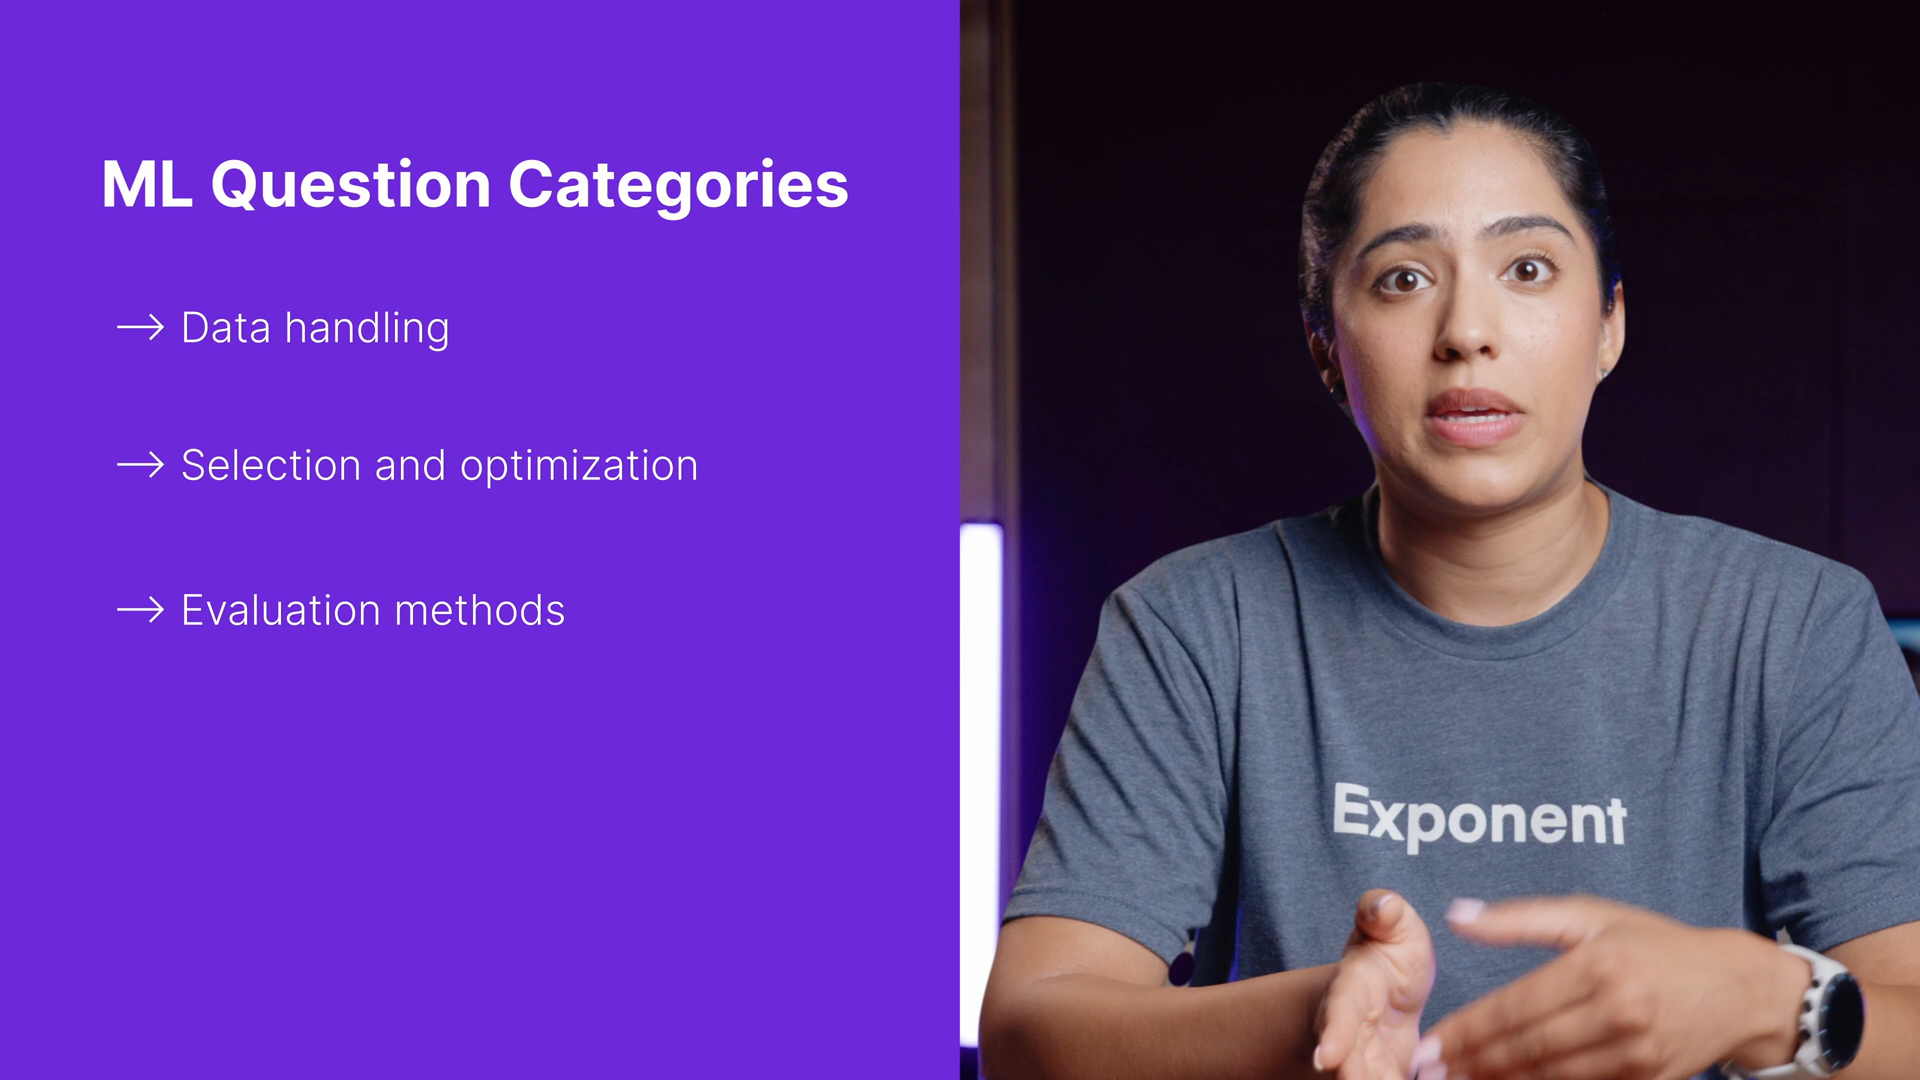 ML Question Categories
→ Data handling
→ Selection and optimization
→ Evaluation methods
Exponent